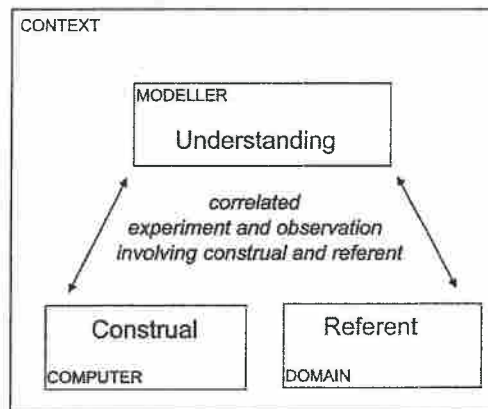 CONTEXT
MODELLER
Understanding
correlated
experiment and observation
involving construal and referent
Construal
COMPUTER
Referent
DOMAIN